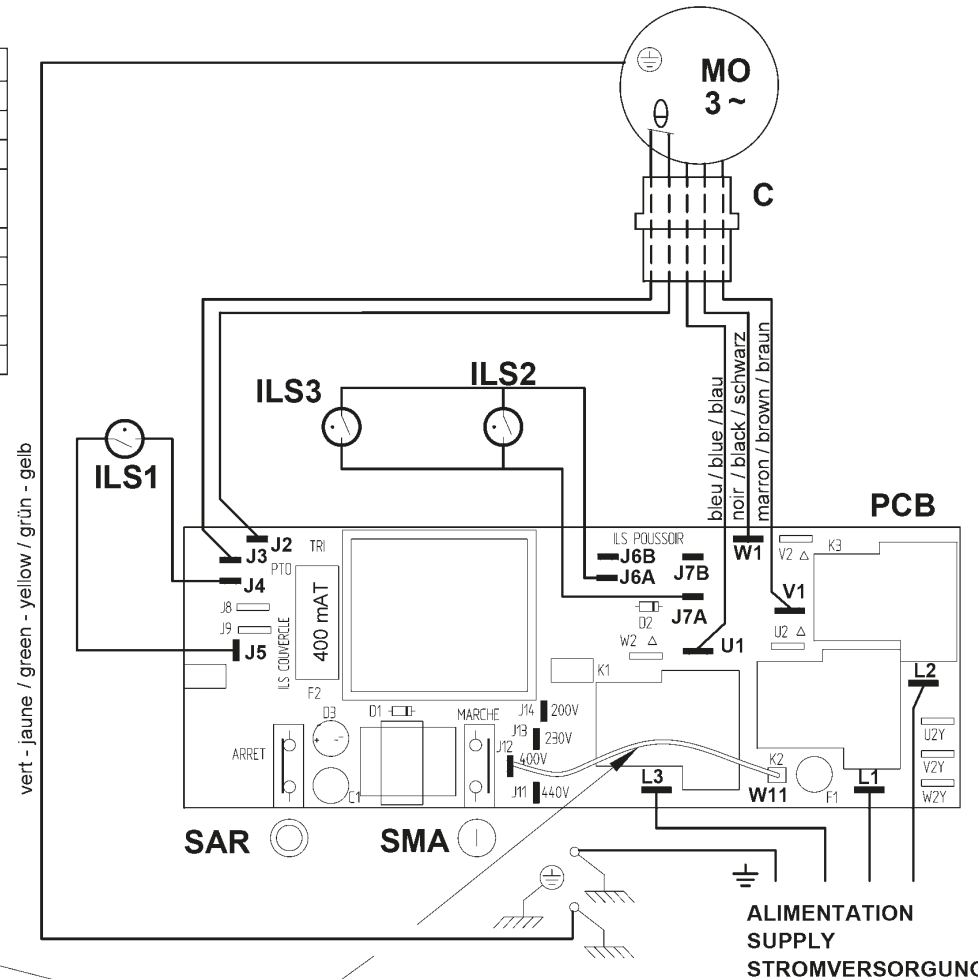 MO
3 ~
C
ILS3
ILS2
ILS1
vert - jaune / green - yellow / grün - gelb
bleu / blue / blau
noir / black / schwarz
marron / brown / braun
PCB
J2
J3
J4
J8
J9
J5
TRI
PTO
ILS COUVERCLE
400 mAT
F2
ILS POUSSOIR
J6B
J6A
J7B
J7A
D2
W2
U1
W1
V2
K3
V1
U2
L2
K1
D3
D1
MARCHE
ARRET
C1
J14 200V
J13 230V
J12 400V
J11 440V
L3
K2
W11
F1
L1
U2Y
V2Y
W2Y
SAR
SMA
ALIMENTATION
SUPPLY
STROMVERSORGUNG